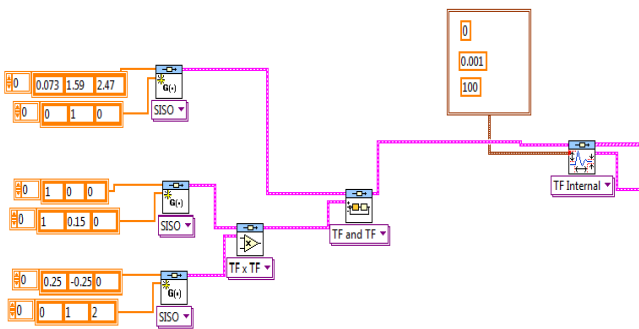 0
0.001
100
0 0.073 1.59 2.47
G(•)
0 0 1 0
SISO
TF Internal
0 1 0 0
G(•)
0 1 0.15 0
SISO
TF and TF
TF x TF
0 0.25 -0.25 0
G(•)
0 0 1 2
SISO